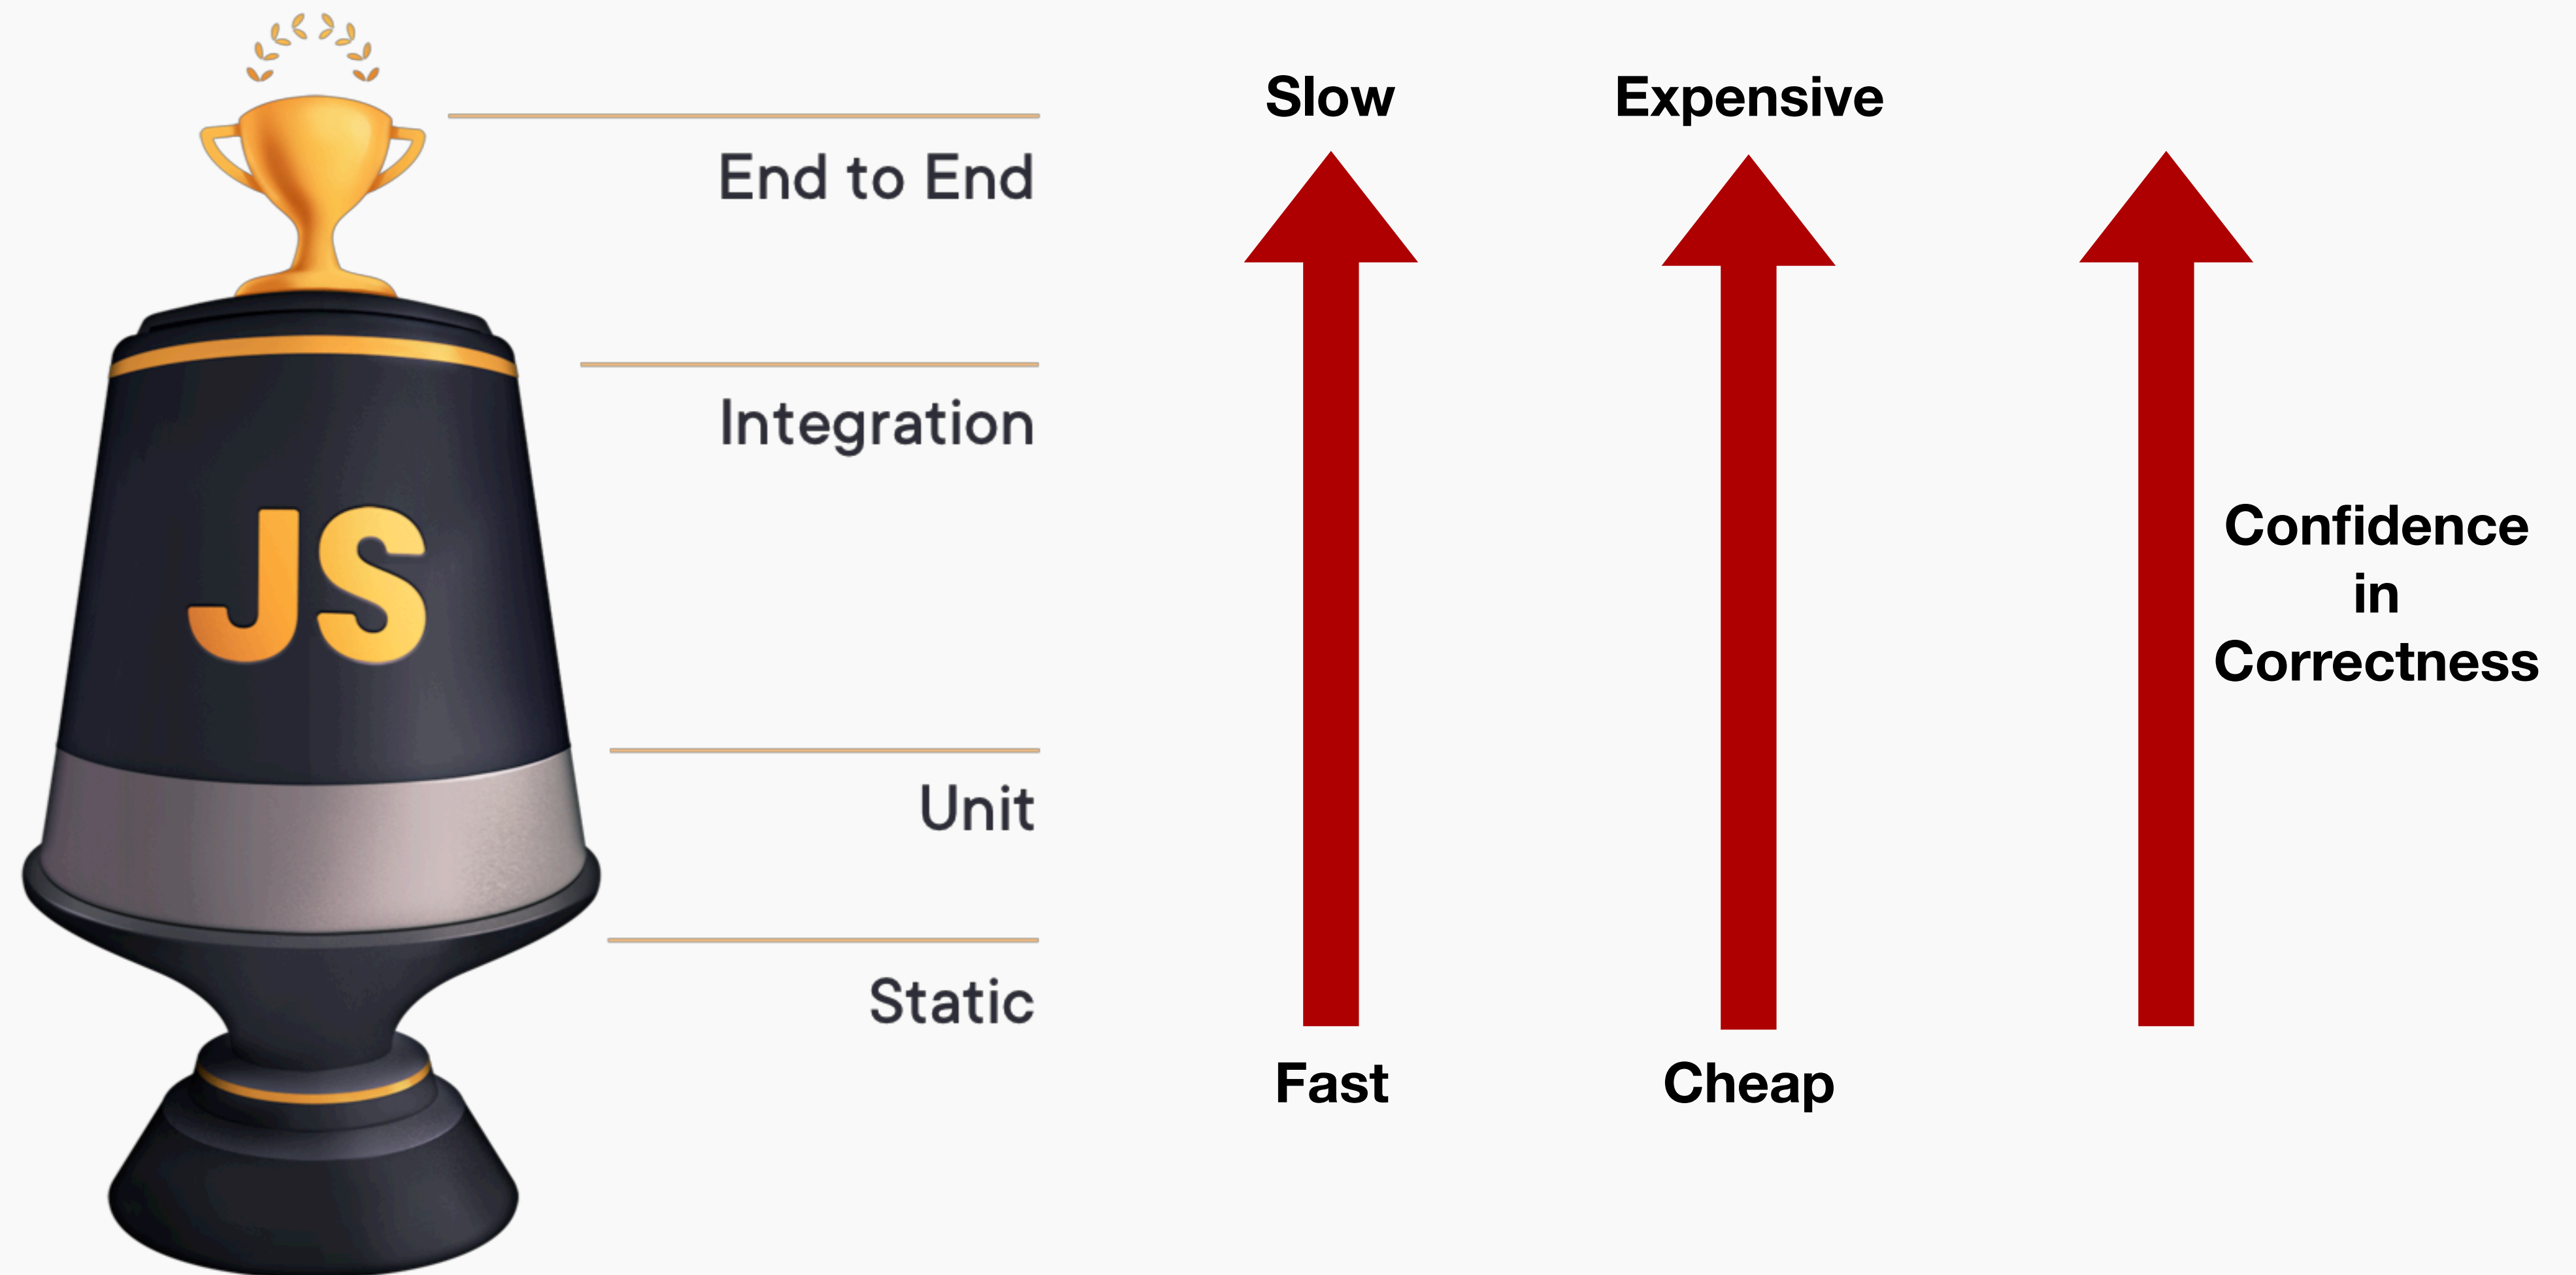 JS
End to End
Integration
Unit
Static
Slow
Fast
Expensive
Cheap
Confidence
in
Correctness